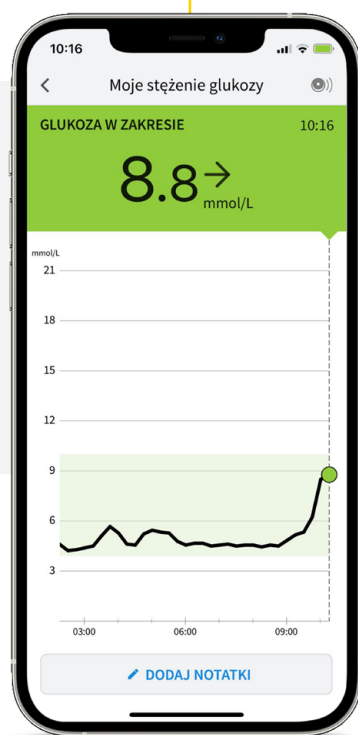 10:16
Moje stężenie glukozy
GLUKOZA W ZAKRESIE 10:16
8.8 → mmol/L
mmol/L
21
18
15
12
9
6
3
03:00 06:00 09:00
DODAJ NOTATKI